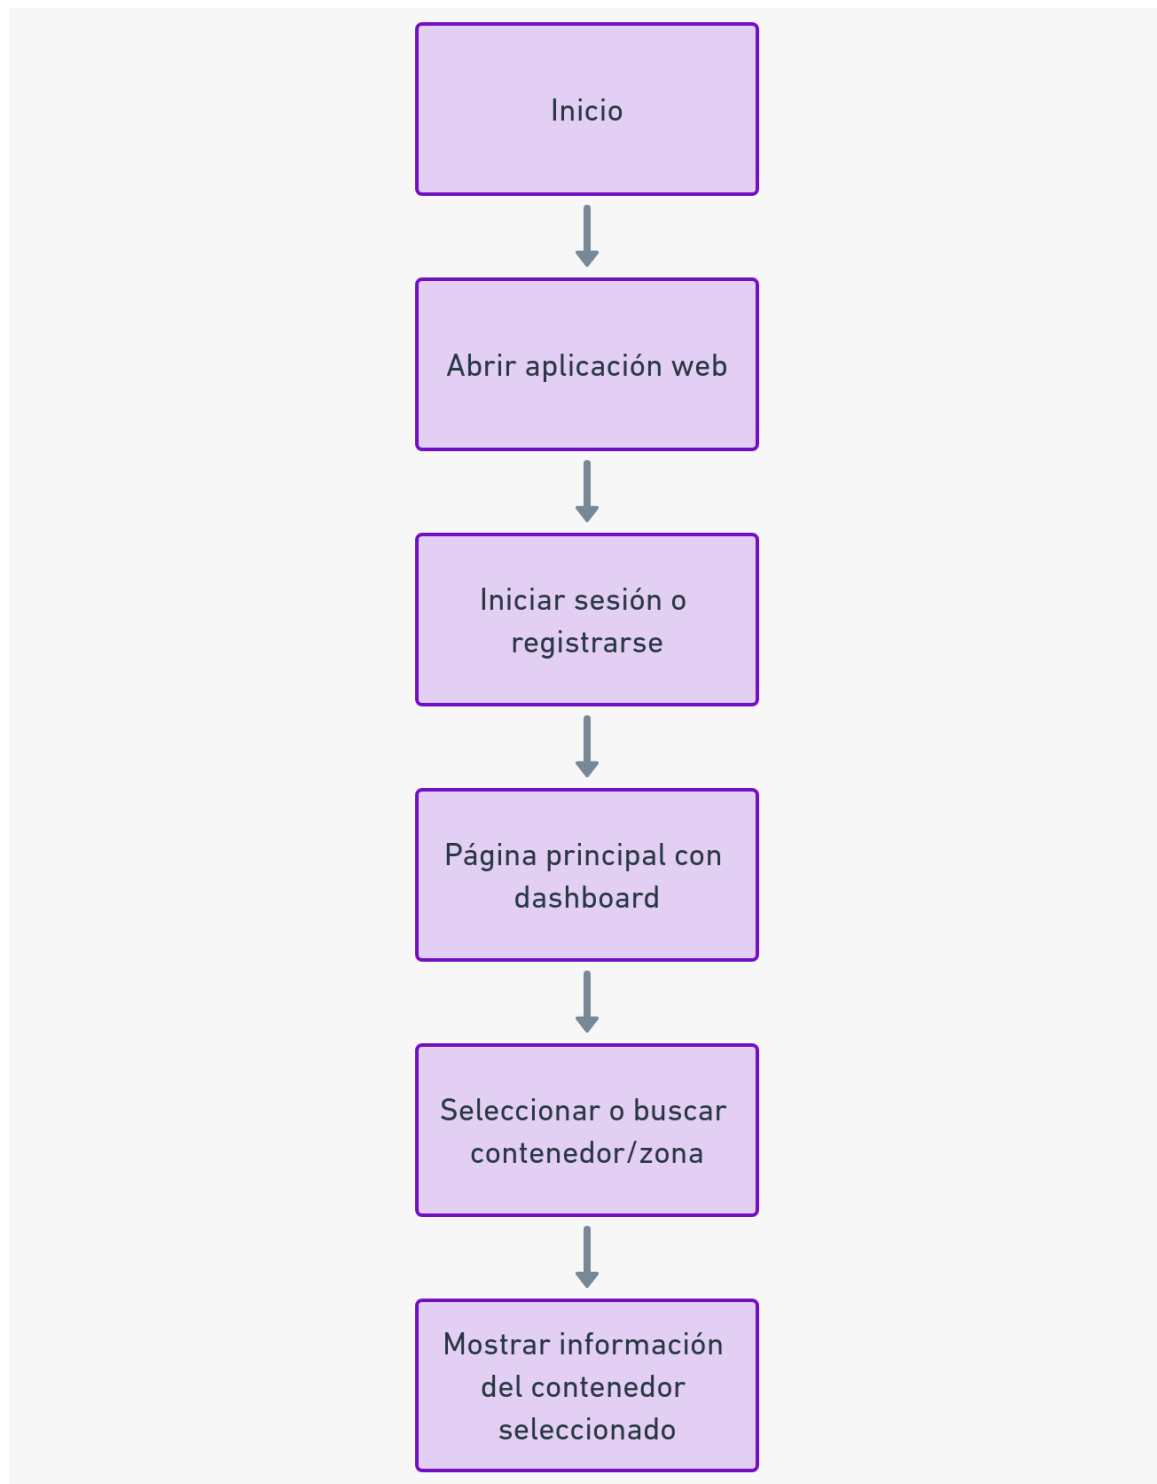 Inicio
Abrir aplicación web
Iniciar sesión o
registrarse
Página principal con
dashboard
Seleccionar o buscar
contenedor/zona
Mostrar información
del contenedor
seleccionado